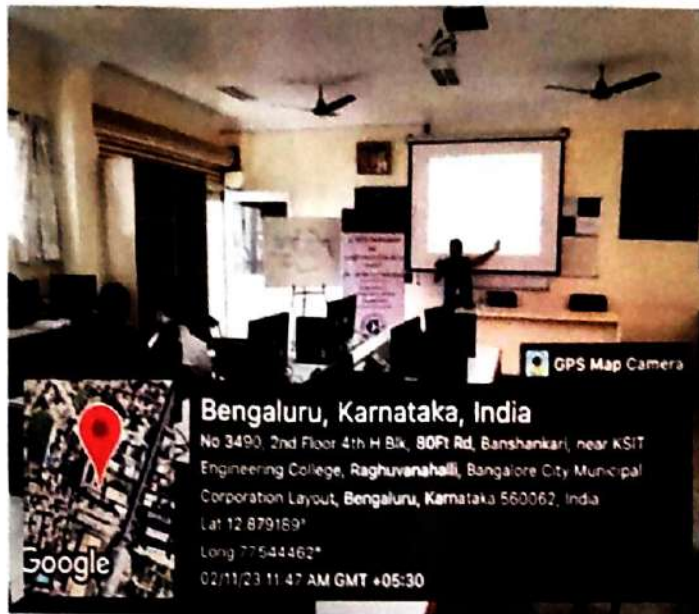 GPS Map Camera
Bengaluru, Karnataka, India
No 3490, 2nd Floor 4th H Blk, 80Ft Rd, Banshankari, near KSIT
Engineering College, Raghuvanahalli, Bangalore City Municipal
Corporation Layout, Bengaluru, Karnataka 560062, India
Lat 12.879189°
Long 77.544462°
02/11/23 11:47 AM GMT +05:30
Google